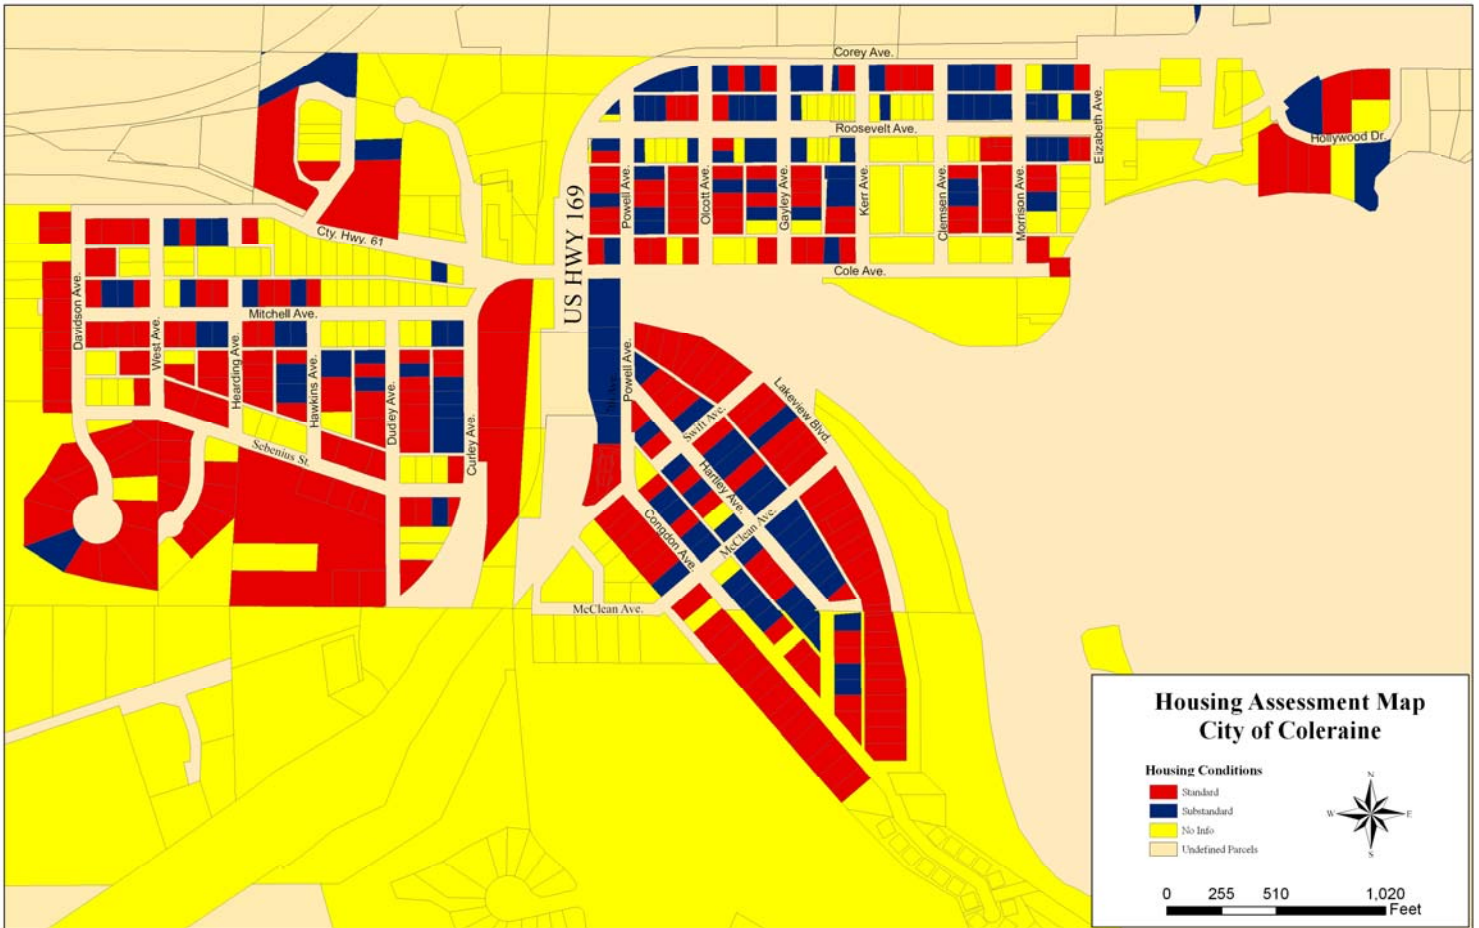 Corey Ave.
Roosevelt Ave.
Elizabeth Ave.
Hollywood Dr.
US HWY 169
Powell Ave.
Olcott Ave.
Gayley Ave.
Kerr Ave.
Clemsen Ave.
Morrison Ave.
Cty. Hwy. 61
Cole Ave.
Davidson Ave.
Mitchell Ave.
West Ave.
Hearding Ave.
Hawkins Ave.
Dudley Ave.
Curley Ave.
Powell Ave.
Lakeview Blvd.
Swift Ave.
Sebenius St.
Hartley Ave.
Congdon Ave.
McClean Ave.
McClean Ave.
Housing Assessment Map
City of Coleraine
Housing Conditions
Standard
Substandard
No Info
Undefined Parcels
N
W
E
S
0 255 510 1,020
Feet